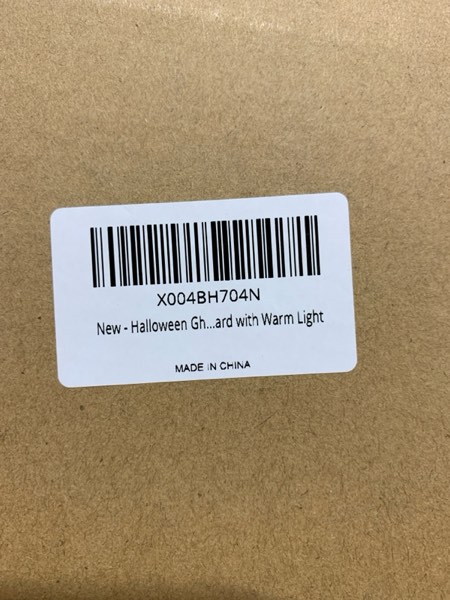 X004BH704N
New - Halloween Gh...ard with Warm Light
MADE IN CHINA